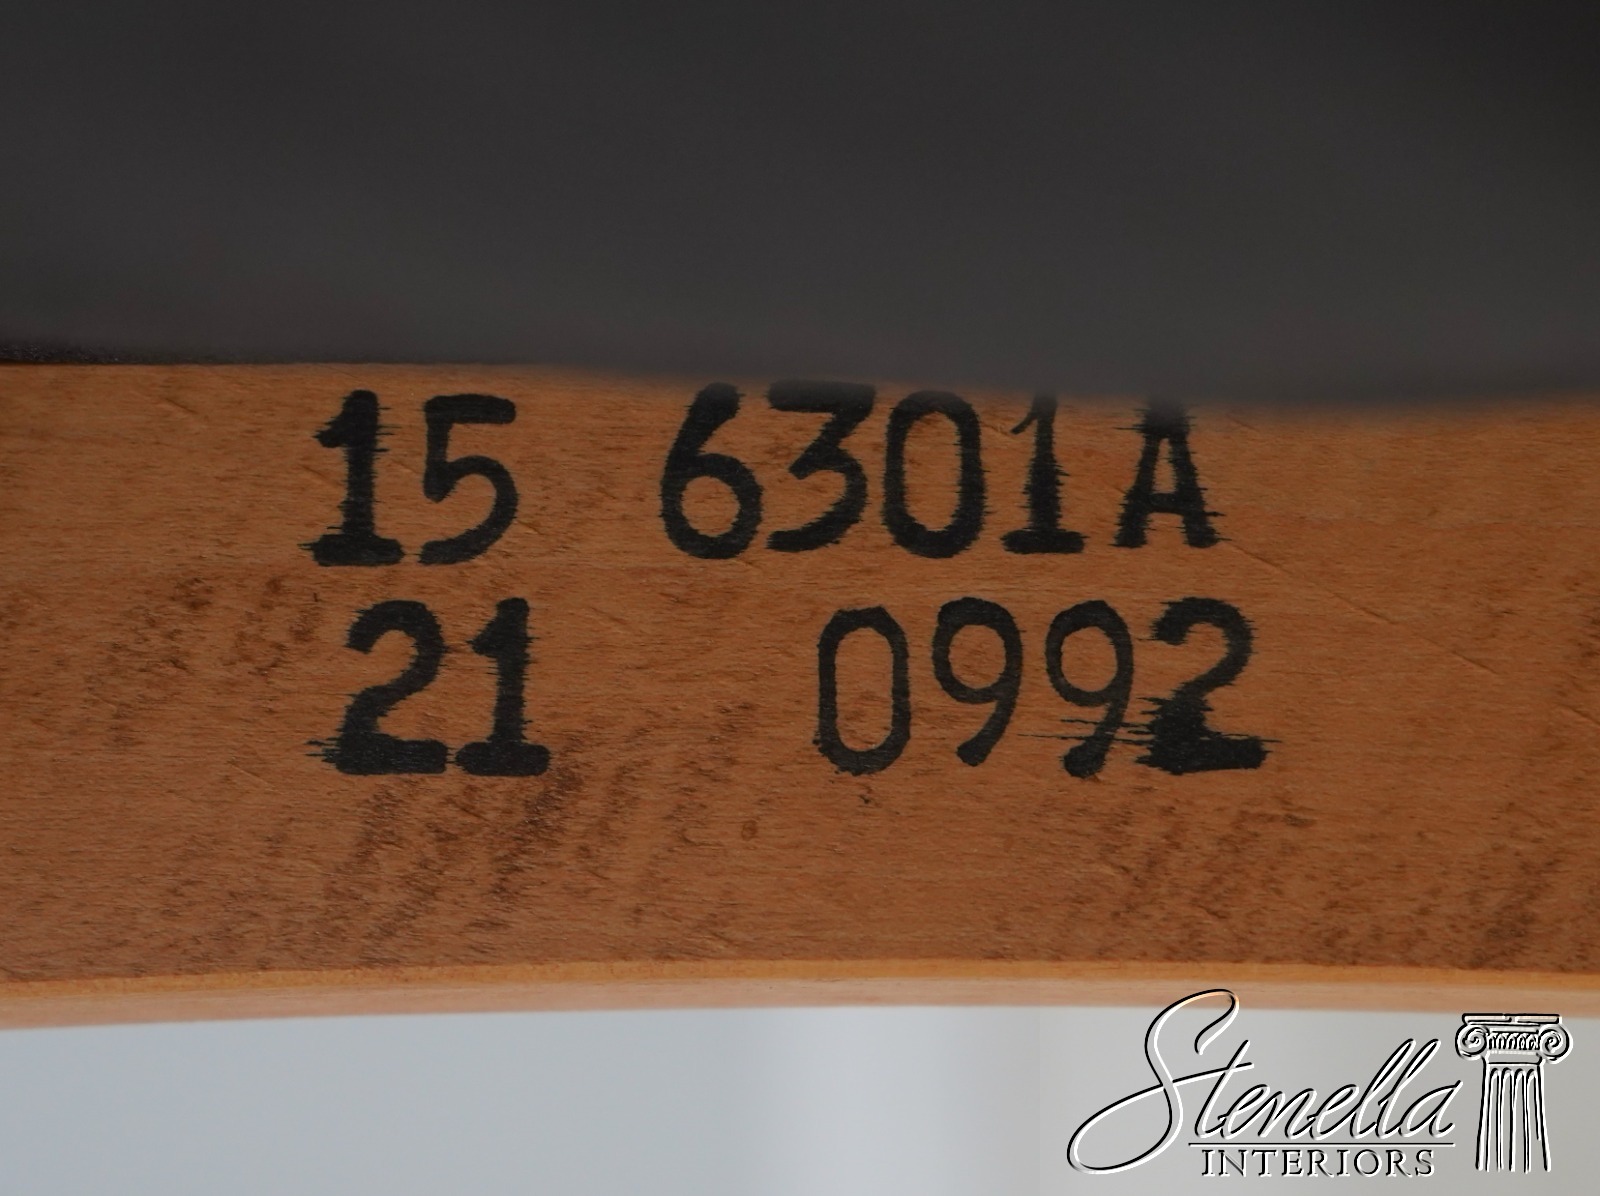 15 6301A
21 0992
Stenella
INTERIORS